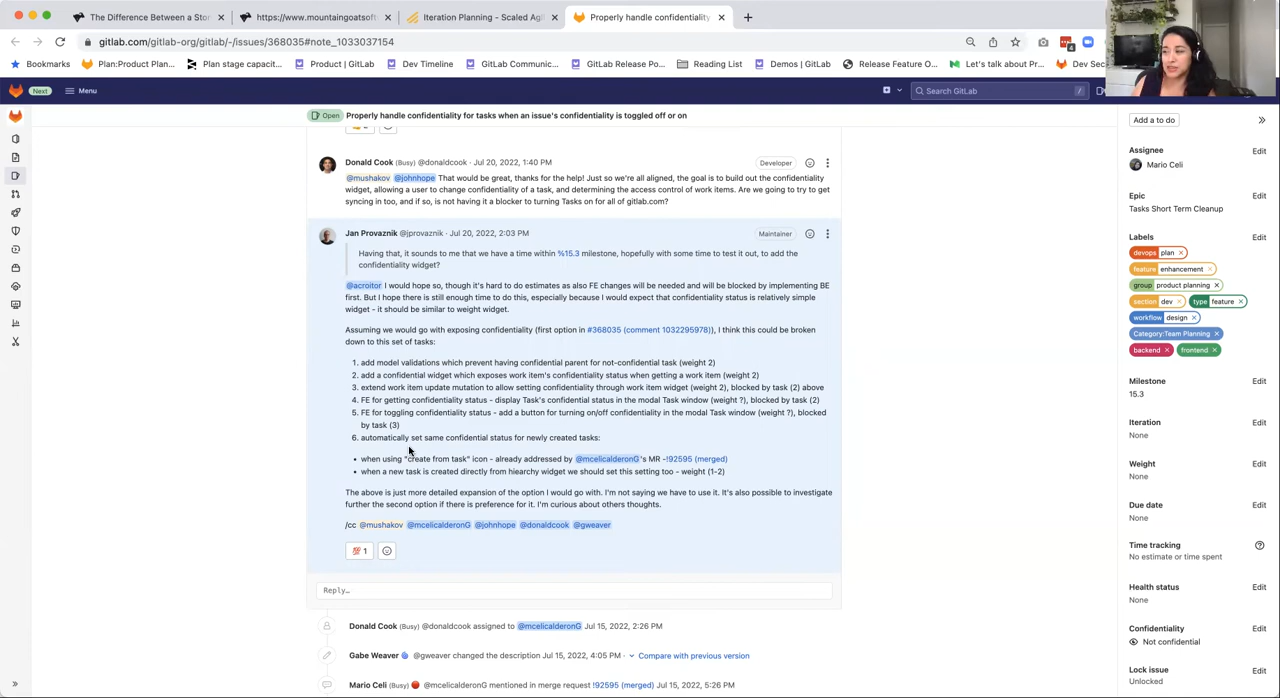 The Difference Between a Stor
https://www.mountaingoatsoft
Iteration Planning - Scaled Agi
Properly handle confidentiality
gitlab.com/gitlab-org/gitlab/-/issues/368035#note_1033037154
Bookmarks
Plan:Product Plan...
Plan stage capacit...
Product | GitLab
Dev Timeline
GitLab Communic...
GitLab Release Po...
Reading List
Demos | GitLab
Release Feature O...
Let's talk about Pr...
Dev Sec
Next
Menu
Search GitLab
/
Open
Properly handle confidentiality for tasks when an issue's confidentiality is toggled off or on
Donald Cook (Busy) @donaldcook · Jul 20, 2022, 1:40 PM
Developer
@mushakov @johnhope That would be great, thanks for the help! Just so we're all aligned, the goal is to build out the confidentiality
widget, allowing a user to change confidentiality of a task, and determining the access control of work items. Are we going to try to get
syncing in too, and if so, is not having it a blocker to turning Tasks on for all of gitlab.com?
Jan Provaznik @jprovaznik · Jul 20, 2022, 2:03 PM
Maintainer
Having that, it sounds to me that we have a time within %15.3 milestone, hopefully with some time to test it out, to add the
confidentiality widget?
@acroitor I would hope so, though it's hard to do estimates as also FE changes will be needed and will be blocked by implementing BE
first. But I hope there is still enough time to do this, especially because I would expect that confidentiality status is relatively simple
widget - it should be similar to weight widget.
Assuming we would go with exposing confidentiality (first option in #368035 (comment 1032295978)), I think this could be broken
down to this set of tasks:
1. add model validations which prevent having confidential parent for not-confidential task (weight 2)
2. add a confidential widget which exposes work item's confidentiality status when getting a work item (weight 2)
3. extend work item update mutation to allow setting confidentiality through work item widget (weight 2), blocked by task (2) above
4. FE for getting confidentiality status - display Task's confidential status in the modal Task window (weight ?), blocked by task (2)
5. FE for toggling confidentiality status - add a button for turning on/off confidentiality in the modal Task window (weight ?), blocked
by task (3)
6. automatically set same confidential status for newly created tasks:
• when using "create from task" icon - already addressed by @mcelicalderonG's MR -!92595 (merged)
• when a new task is created directly from hiearchy widget we should set this setting too - weight (1-2)
The above is just more detailed expansion of the option I would go with. I'm not saying we have to use it. It's also possible to investigate
further the second option if there is preference for it. I'm curious about others thoughts.
/cc @mushakov @mcelicalderonG @johnhope @donaldcook @gweaver
💯 1
Reply…
Donald Cook (Busy) @donaldcook assigned to @mcelicalderonG Jul 15, 2022, 2:26 PM
Gabe Weaver @gweaver changed the description Jul 15, 2022, 4:05 PM · Compare with previous version
Mario Celi (Busy) @mcelicalderonG mentioned in merge request !92595 (merged) Jul 15, 2022, 5:26 PM
Add a to do
Assignee
Edit
Mario Celi
Epic
Edit
Tasks Short Term Cleanup
Labels
Edit
devops plan
feature enhancement
group product planning
section dev
type feature
workflow design
Category:Team Planning
backend
frontend
Milestone
Edit
15.3
Iteration
Edit
None
Weight
Edit
None
Due date
Edit
None
Time tracking
No estimate or time spent
Health status
Edit
None
Confidentiality
Edit
Not confidential
Lock issue
Edit
Unlocked